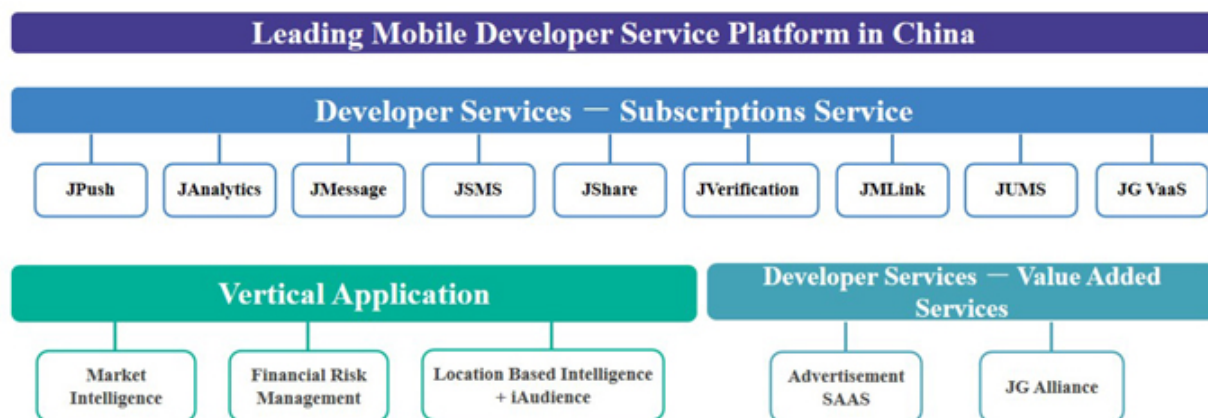 Leading Mobile Developer Service Platform in China
Developer Services — Subscriptions Service
JPush JAnalytics JMessage JSMS JShare JVerification JMLink JUMS JG VaaS
Vertical Application
Developer Services — Value Added
Services
Market
Intelligence
Financial Risk
Management
Location Based Intelligence
+ iAudience
Advertisement
SAAS
JG Alliance